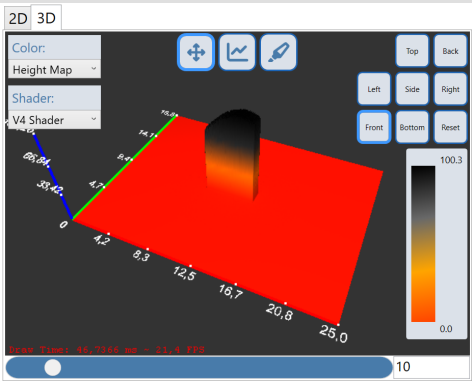 2D 3D
Color:
Height Map
Shader:
V4 Shader
Top Back
Left Side Right
Front Bottom Reset
100.3
0.0
14,1
9,4
4,7
66,84
33,42
0
4,2
8,3
12,5
16,7
20,8
25,0
Draw Time: 46,7366 ms - 21,4 FPS
10